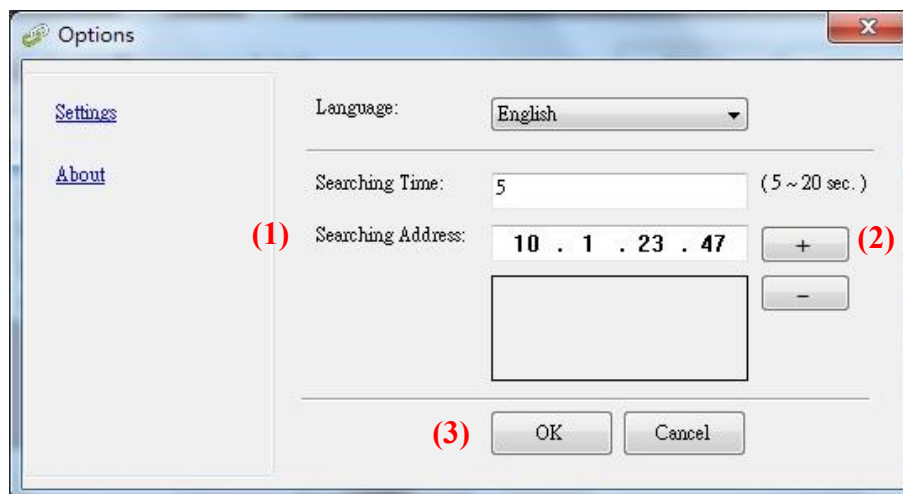 Options
x
Settings
About
Language:
English
Searching Time:
5
( 5 ~ 20 sec. )
(1)
Searching Address:
10 . 1 . 23 . 47
+
(2)
−
(3)
OK
Cancel